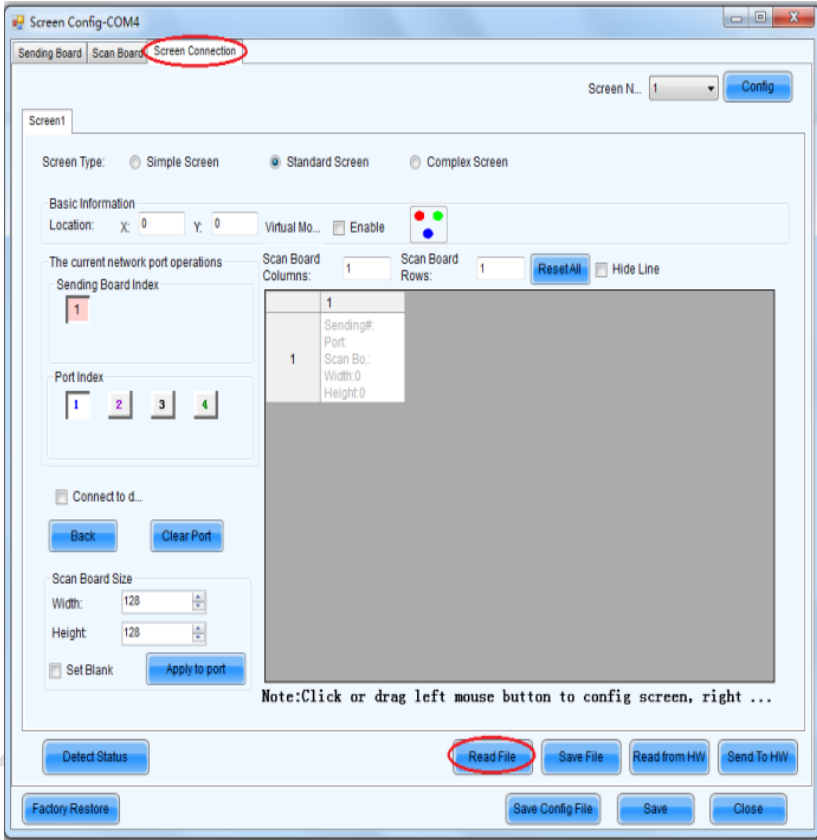 Screen Config-COM4
Sending Board Scan Board Screen Connection
Screen N... 1 Config
Screen1
Screen Type: Simple Screen Standard Screen Complex Screen
Basic Information
Location: X: 0 Y: 0 Virtual Mo... Enable
The current network port operations
Sending Board Index
1
Port Index
1 2 3 4
Connect to d...
Back Clear Port
Scan Board Size
Width: 128
Height: 128
Set Blank Apply to port
Scan Board Columns: 1 Scan Board Rows: 1 Reset All Hide Line
1
1
Sending#:
Port:
Scan Bo.:
Width:0
Height:0
Note:Click or drag left mouse button to config screen, right ...
Detect Status Read File Save File Read from HW Send To HW
Factory Restore Save Config File Save Close